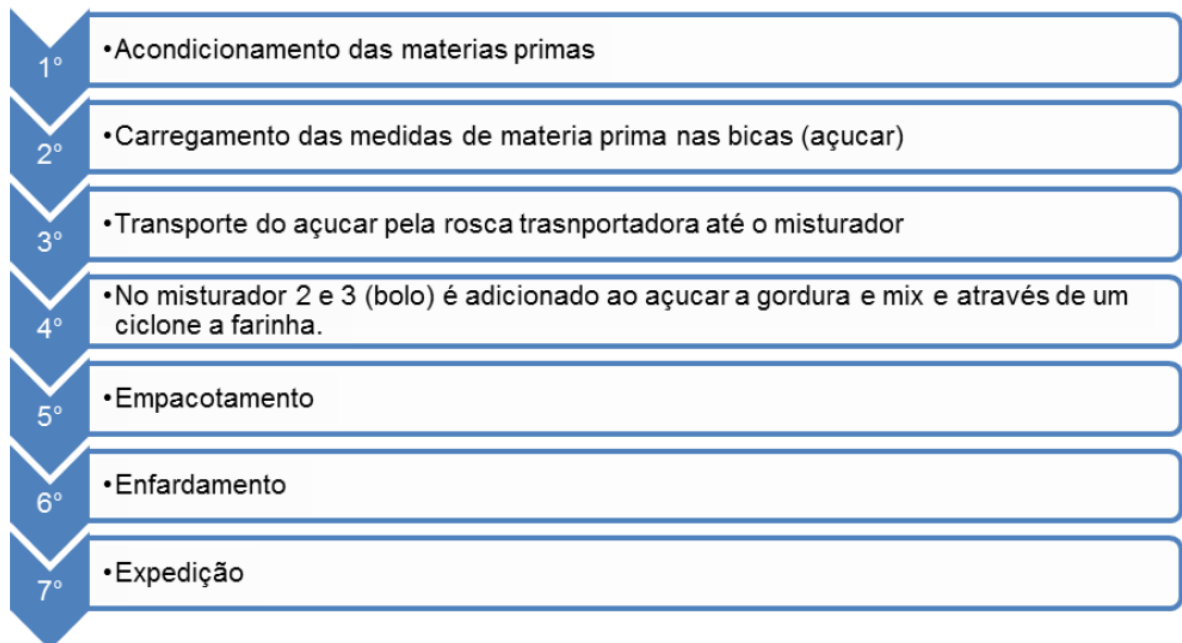 1°
•Acondicionamento das materias primas
2°
•Carregamento das medidas de materia prima nas bicas (açucar)
3°
•Transporte do açucar pela rosca trasnportadora até o misturador
4°
•No misturador 2 e 3 (bolo) é adicionado ao açucar a gordura e mix e através de um
ciclone a farinha.
5°
•Empacotamento
6°
•Enfardamento
7°
•Expedição